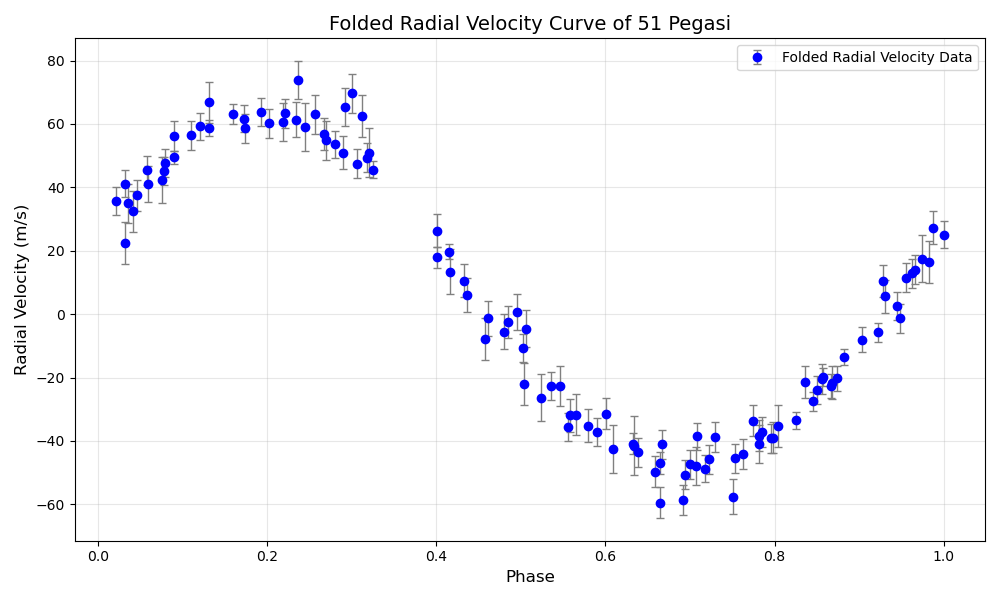 Folded Radial Velocity Curve of 51 Pegasi
Folded Radial Velocity Data
Radial Velocity (m/s)
80
60
40
20
0
−20
−40
−60
0.0 0.2 0.4 0.6 0.8 1.0
Phase